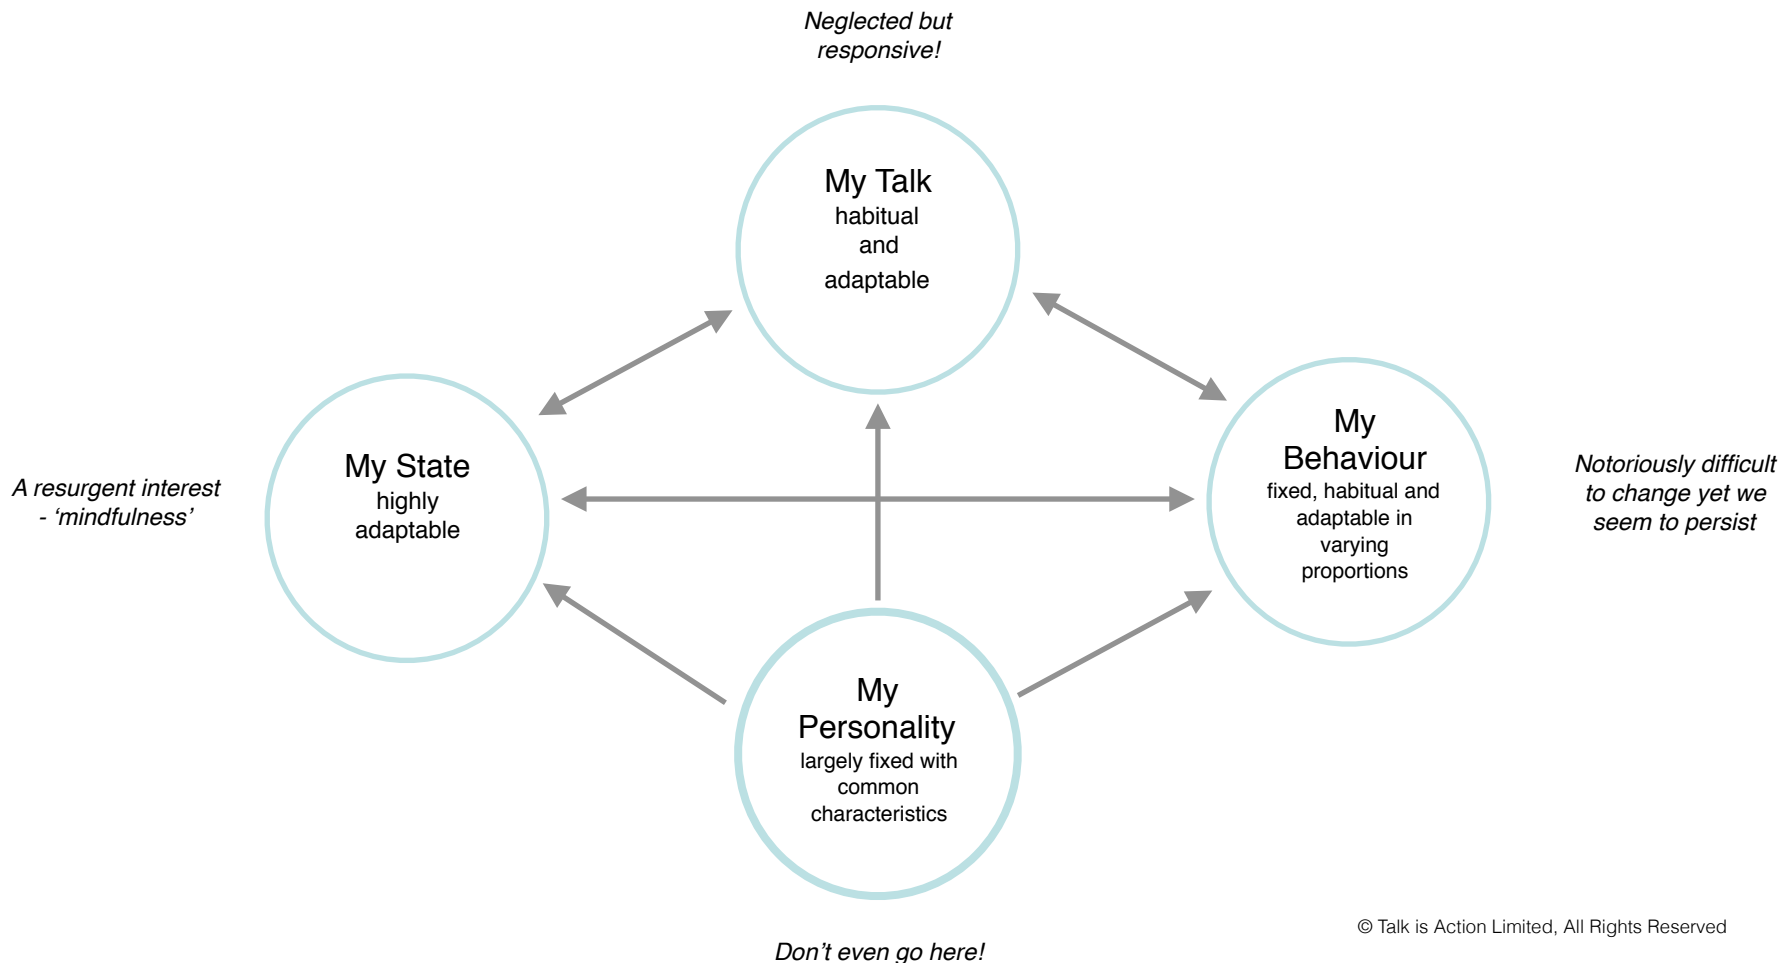 Neglected but
responsive!
My Talk
habitual
and
adaptable
My State
highly
adaptable
A resurgent interest
- ‘mindfulness’
My
Behaviour
fixed, habitual and
adaptable in
varying
proportions
Notoriously difficult
to change yet we
seem to persist
My
Personality
largely fixed with
common
characteristics
Don’t even go here!
© Talk is Action Limited, All Rights Reserved